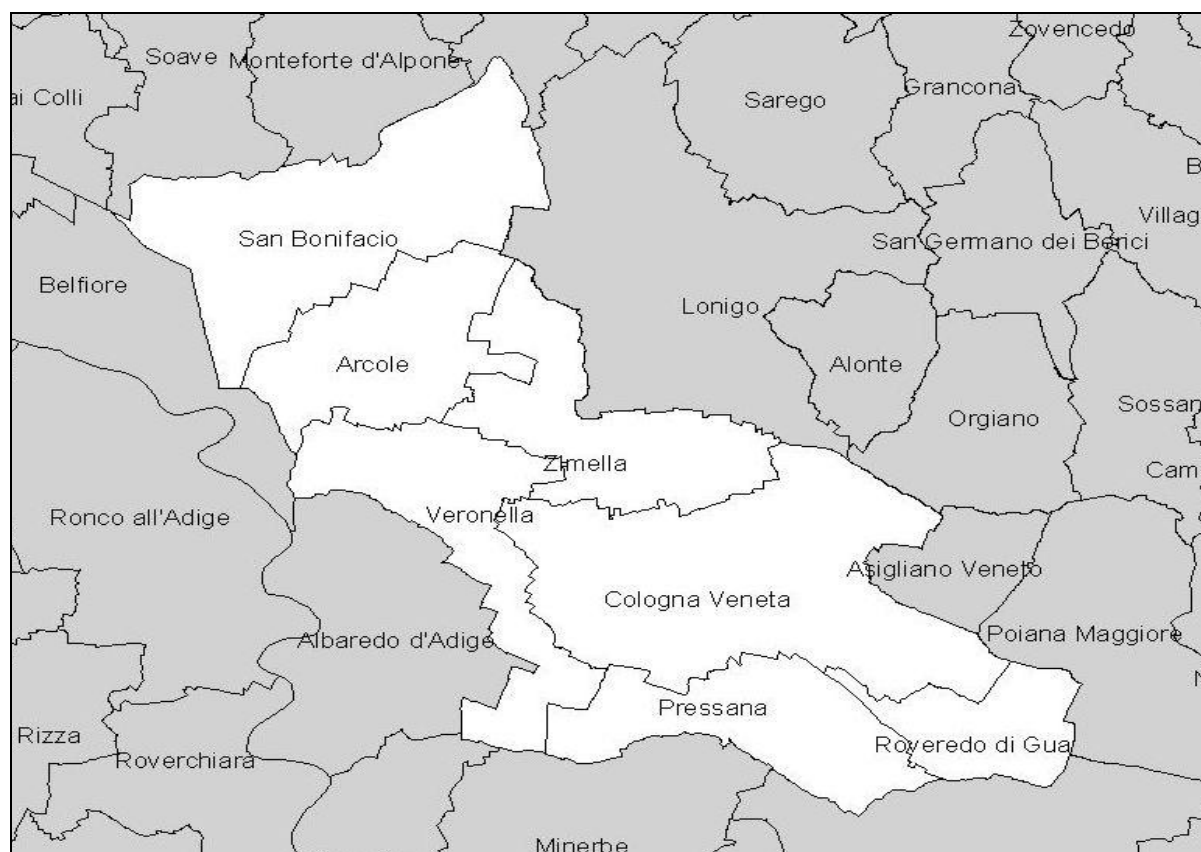 Zovencedo
Soave
Monteforte d'Alpone
Grancona
ai Colli
Sarego
B
Villag
San Bonifacio
San Germano dei Berici
Belfiore
Lonigo
Arcole
Alonte
Sossan
Orgiano
Zimella
Cam
Ronco all'Adige
Veronella
Asigliano Veneto
Cologna Veneta
Albaredo d'Adige
Poiana Maggiore
N
Pressana
Rizza
Roveredo di Gua
Roverchiara
Minerbe